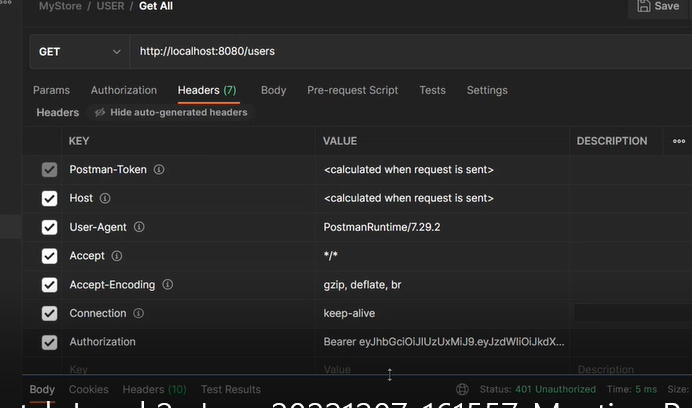 MyStore / USER / Get All
Save
GET
http://localhost:8080/users
Params Authorization Headers (7) Body Pre-request Script Tests Settings
Headers Hide auto-generated headers
KEY VALUE DESCRIPTION
Postman-Token <calculated when request is sent>
Host <calculated when request is sent>
User-Agent PostmanRuntime/7.29.2
Accept */*
Accept-Encoding gzip, deflate, br
Connection keep-alive
Authorization Bearer eyJhbGciOiJIUzUxMiJ9.eyJzdWIiOiJkdX...
Key Value Description
Body Cookies Headers (10) Test Results Status: 401 Unauthorized Time: 5 ms Size: